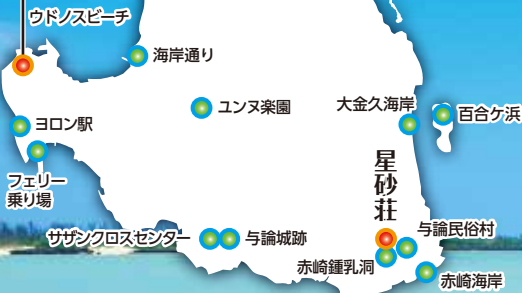 ウドノスビーチ
海岸通り
ユンヌ楽園
大金久海岸
百合ケ浜
ヨロン駅
フェリー
乗り場
星砂荘
サザンクロスセンター
与論城跡
与論民俗村
赤崎鍾乳洞
赤崎海岸